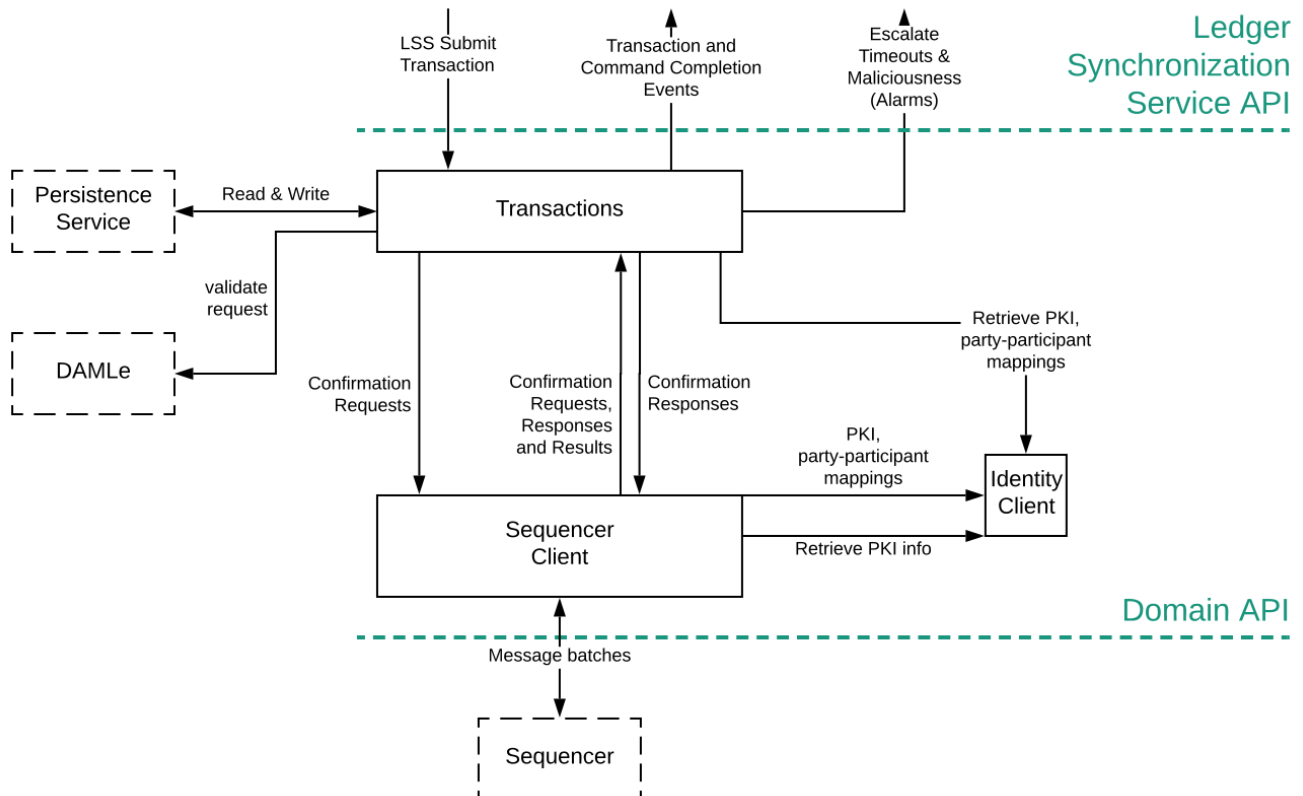 LSS Submit
Transaction
Transaction and
Command Completion
Events
Escalate
Timeouts &
Maliciousness
(Alarms)
Ledger
Synchronization
Service API
Persistence
Service
Read & Write
Transactions
validate
request
DAMLe
Confirmation
Requests
Confirmation
Requests,
Responses
and Results
Confirmation
Responses
Retrieve PKI,
party-participant
mappings
PKI,
party-participant
mappings
Identity
Client
Sequencer
Client
Retrieve PKI info
Domain API
Message batches
Sequencer